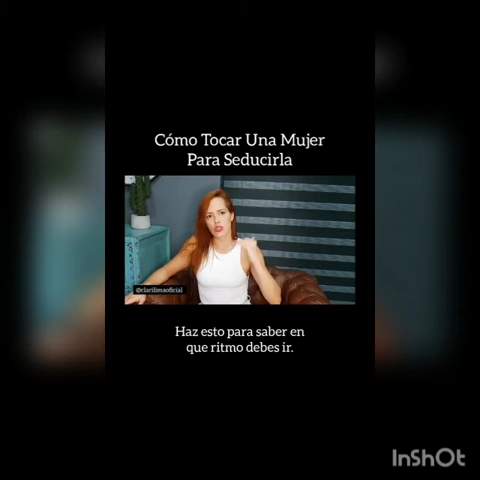 Cómo Tocar Una Mujer
Para Seducirla
@clarilimaoficial
Haz esto para saber en
que ritmo debes ir.
InShOt